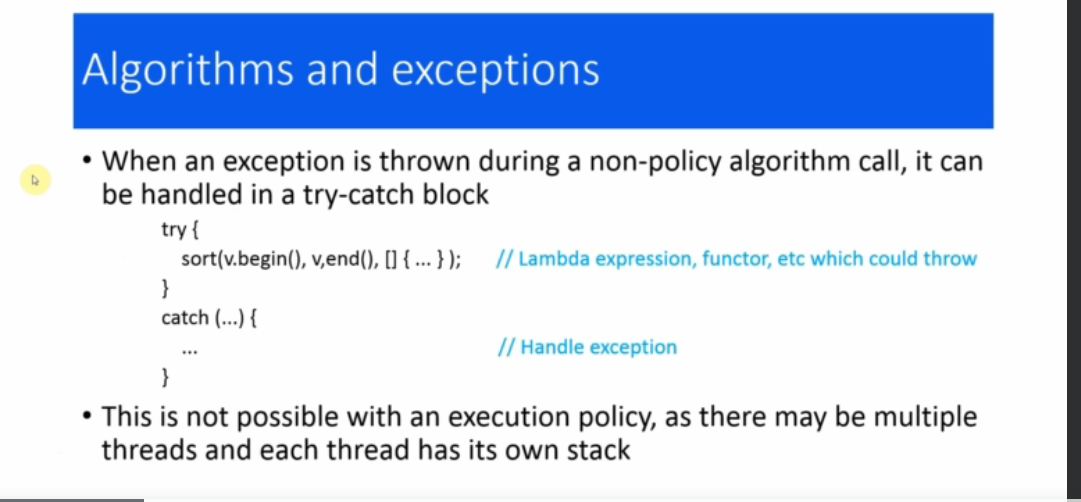 Algorithms and exceptions
• When an exception is thrown during a non-policy algorithm call, it can
be handled in a try-catch block
try {
sort(v.begin(), v,end(), [] { ... } ); // Lambda expression, functor, etc which could throw
}
catch (...) {
... // Handle exception
}
• This is not possible with an execution policy, as there may be multiple
threads and each thread has its own stack